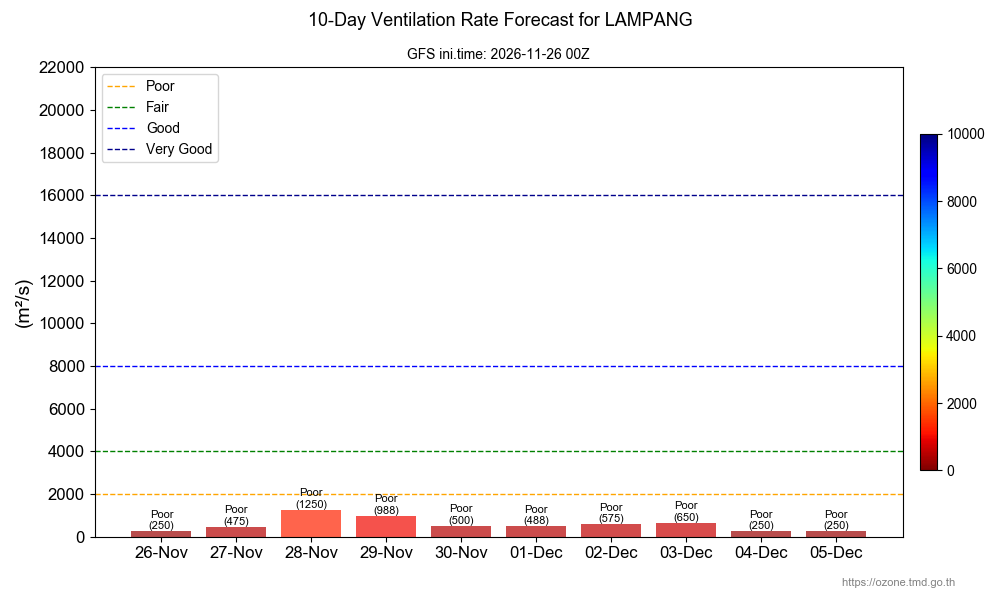 10-Day Ventilation Rate Forecast for LAMPANG
GFS ini.time: 2026-11-26 00Z
22000
20000
18000
16000
14000
12000
10000
8000
6000
4000
2000
0
(m²/s)
Poor
Fair
Good
Very Good
Poor
(250)
Poor
(475)
Poor
(1250)
Poor
(988)
Poor
(500)
Poor
(488)
Poor
(575)
Poor
(650)
Poor
(250)
Poor
(250)
26-Nov
27-Nov
28-Nov
29-Nov
30-Nov
01-Dec
02-Dec
03-Dec
04-Dec
05-Dec
10000
8000
6000
4000
2000
0
https://ozone.tmd.go.th